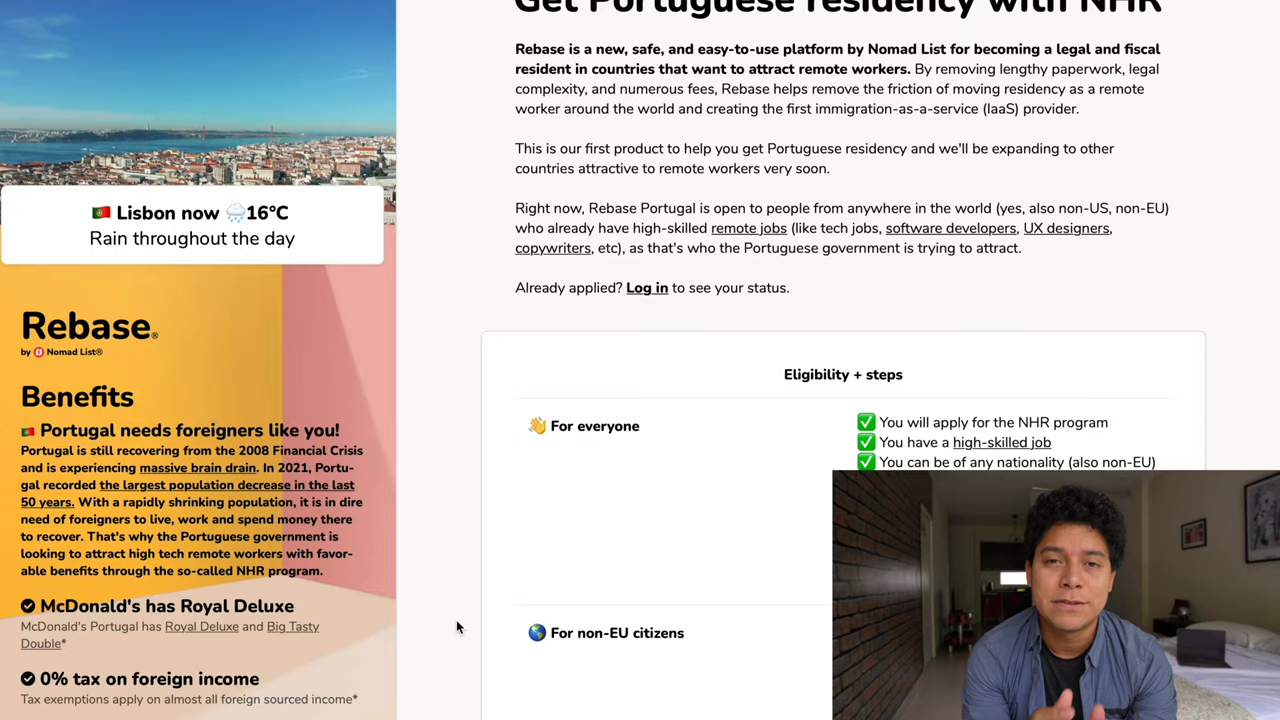 Get Portuguese residency with NHR
Rebase is a new, safe, and easy-to-use platform by Nomad List for becoming a legal and fiscal
resident in countries that want to attract remote workers. By removing lengthy paperwork, legal
complexity, and numerous fees, Rebase helps remove the friction of moving residency as a remote
worker around the world and creating the first immigration-as-a-service (IaaS) provider.
This is our first product to help you get Portuguese residency and we'll be expanding to other
countries attractive to remote workers very soon.
Right now, Rebase Portugal is open to people from anywhere in the world (yes, also non-US, non-EU)
who already have high-skilled remote jobs (like tech jobs, software developers, UX designers,
copywriters, etc), as that's who the Portuguese government is trying to attract.
Already applied? Log in to see your status.
Eligibility + steps
👋 For everyone
✅ You will apply for the NHR program
✅ You have a high-skilled job
✅ You can be of any nationality (also non-EU)
🌎 For non-EU citizens
🇵🇹 Lisbon now 🌧️16°C
Rain throughout the day
Rebase®
by Nomad List®
Benefits
🇵🇹 Portugal needs foreigners like you!
Portugal is still recovering from the 2008 Financial Crisis
and is experiencing massive brain drain. In 2021, Portu-
gal recorded the largest population decrease in the last
50 years. With a rapidly shrinking population, it is in dire
need of foreigners to live, work and spend money there
to recover. That's why the Portuguese government is
looking to attract high tech remote workers with favor-
able benefits through the so-called NHR program.
McDonald's has Royal Deluxe
McDonald's Portugal has Royal Deluxe and Big Tasty
Double*
0% tax on foreign income
Tax exemptions apply on almost all foreign sourced income*